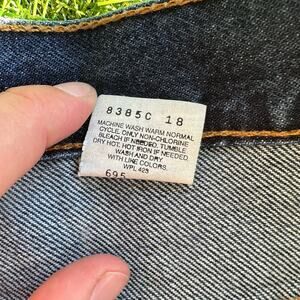 8385C 18
MACHINE WASH WARM NORMAL
CYCLE. ONLY NON-CHLORINE
BLEACH IF NEEDED. TUMBLE
DRY HOT. HOT IRON IF NEEDED.
WASH AND DRY
WITH LIKE COLORS.
WPL 423
695